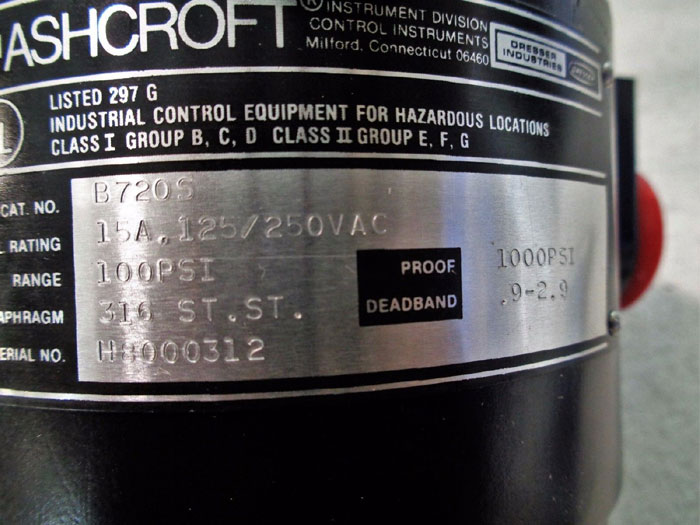 ASHCROFT ® INSTRUMENT DIVISION
CONTROL INSTRUMENTS
Milford, Connecticut 06460
DRESSER
INDUSTRIES
LISTED 297 G
INDUSTRIAL CONTROL EQUIPMENT FOR HAZARDOUS LOCATIONS
CLASS I GROUP B, C, D CLASS II GROUP E, F, G
CAT. NO. B720S
L RATING 15A, 125/250VAC
RANGE 100PSI PROOF 1000PSI
APHRAGM 316 ST.ST. DEADBAND .9-2.9
ERIAL NO. H8000312